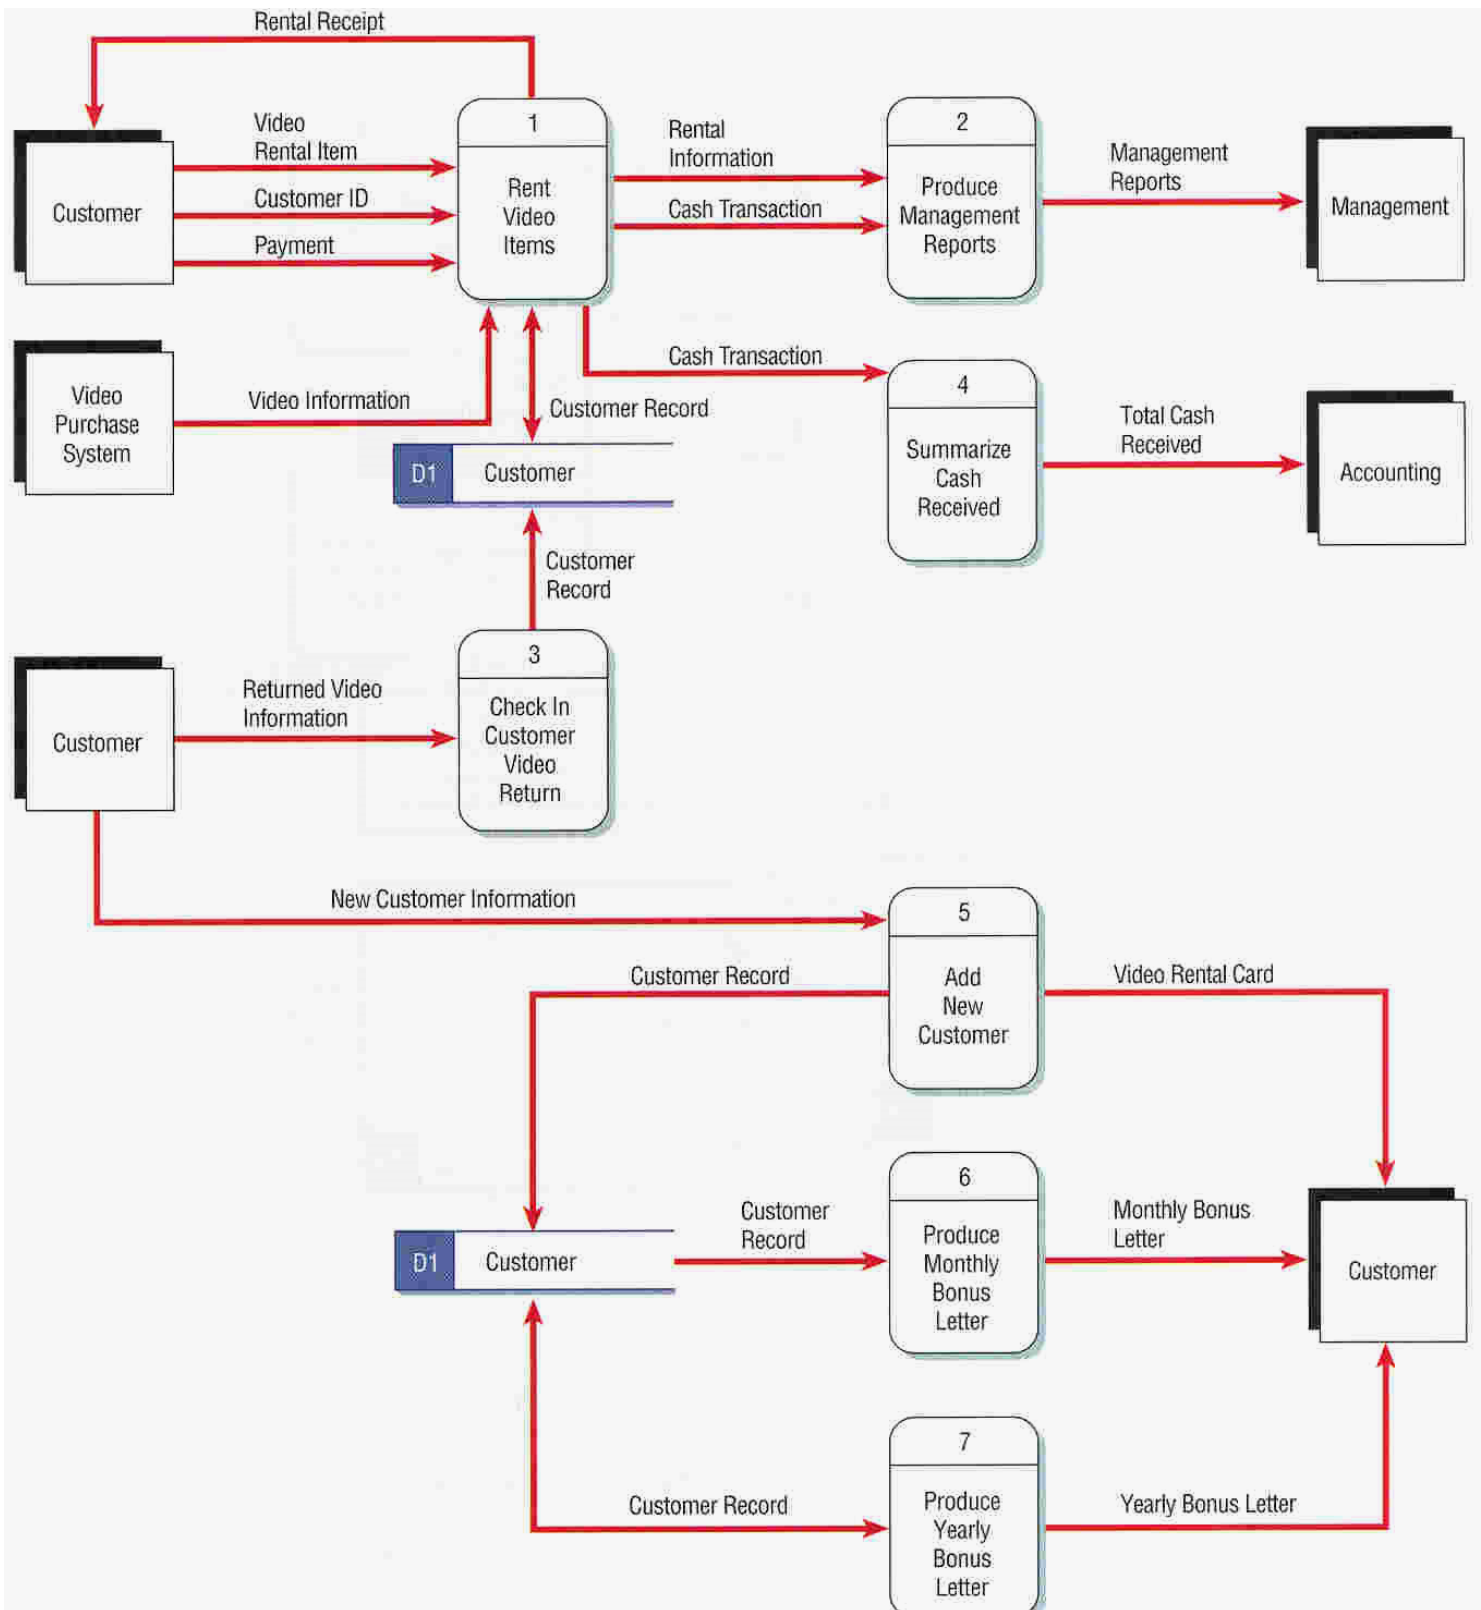 Rental Receipt
Video
Rental Item
Customer ID
Payment
Customer
1
Rent
Video
Items
Rental
Information
Cash Transaction
2
Produce
Management
Reports
Management
Reports
Management
Video
Purchase
System
Video Information
Customer Record
D1
Customer
Cash Transaction
4
Summarize
Cash
Received
Total Cash
Received
Accounting
Customer
Record
Customer
Returned Video
Information
3
Check In
Customer
Video
Return
New Customer Information
5
Add
New
Customer
Customer Record
Video Rental Card
D1
Customer
Customer
Record
6
Produce
Monthly
Bonus
Letter
Monthly Bonus
Letter
Customer
Customer Record
7
Produce
Yearly
Bonus
Letter
Yearly Bonus Letter